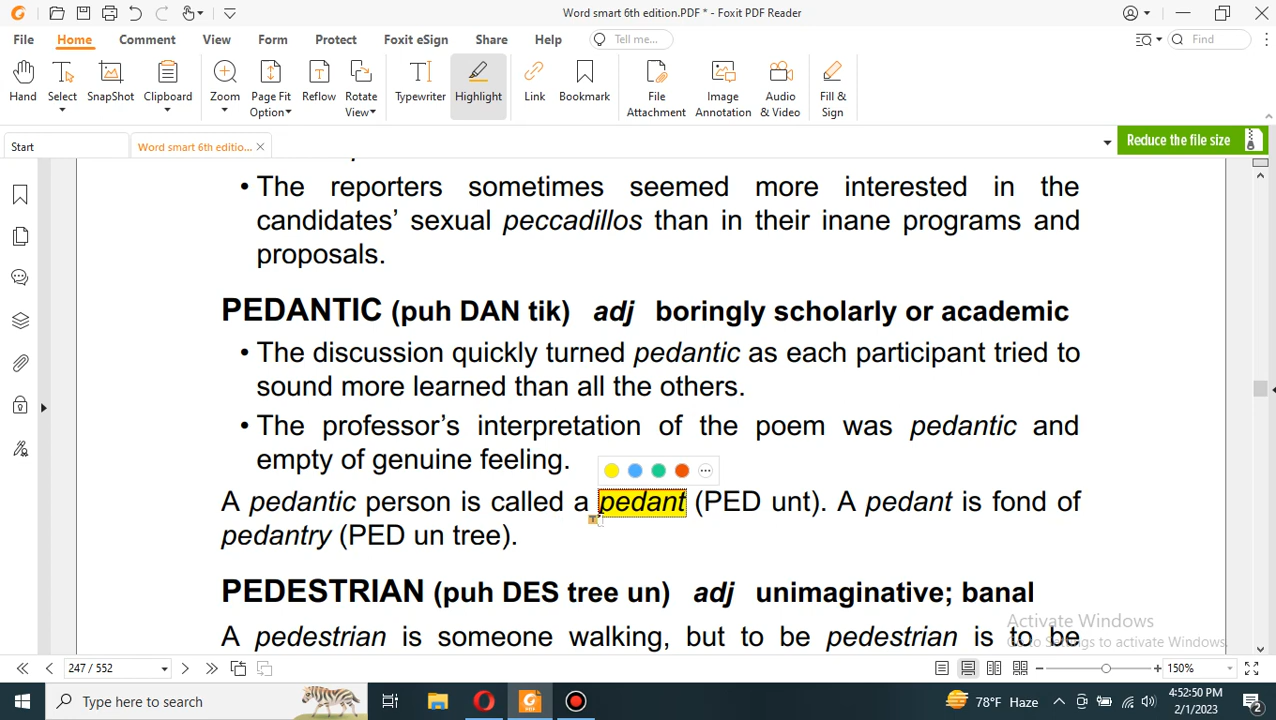 Word smart 6th edition.PDF * - Foxit PDF Reader
File Home Comment View Form Protect Foxit eSign Share Help Tell me... Find
Hand Select SnapShot Clipboard Zoom Page Fit Option Reflow Rotate View Typewriter Highlight Link Bookmark File Attachment Image Annotation Audio & Video Fill & Sign
Start Word smart 6th editio... Reduce the file size
• The reporters sometimes seemed more interested in the
candidates’ sexual peccadillos than in their inane programs and
proposals.
PEDANTIC (puh DAN tik) adj boringly scholarly or academic
• The discussion quickly turned pedantic as each participant tried to
sound more learned than all the others.
• The professor’s interpretation of the poem was pedantic and
empty of genuine feeling.
A pedantic person is called a pedant (PED unt). A pedant is fond of
pedantry (PED un tree).
PEDESTRIAN (puh DES tree un) adj unimaginative; banal
Activate Windows
A pedestrian is someone walking, but to be pedestrian is to be
Go to Settings to activate Windows.
247 / 552 150%
Type here to search 78°F Haze 4:52:50 PM
2/1/2023 2